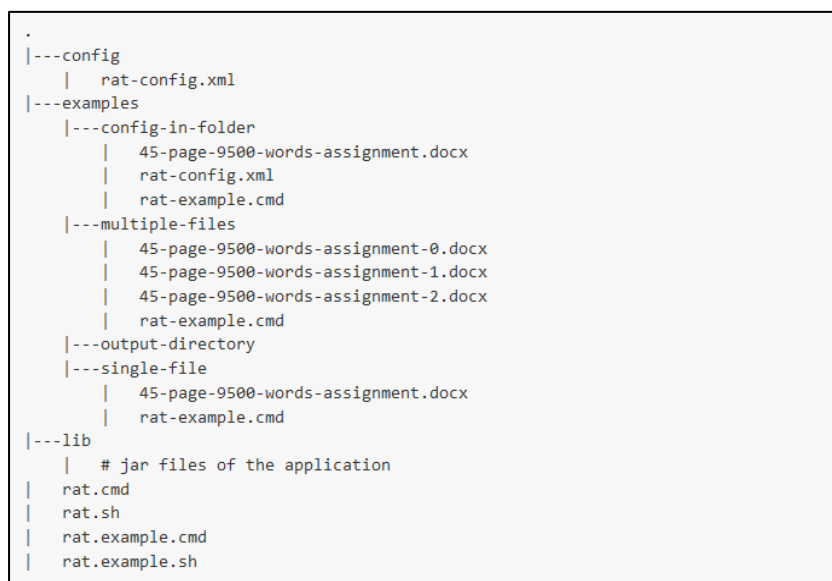 .
|---config
    |   rat-config.xml
|---examples
    |---config-in-folder
        |   45-page-9500-words-assignment.docx
        |   rat-config.xml
        |   rat-example.cmd
    |---multiple-files
        |   45-page-9500-words-assignment-0.docx
        |   45-page-9500-words-assignment-1.docx
        |   45-page-9500-words-assignment-2.docx
        |   rat-example.cmd
    |---output-directory
    |---single-file
        |   45-page-9500-words-assignment.docx
        |   rat-example.cmd
|---lib
    |   # jar files of the application
|   rat.cmd
|   rat.sh
|   rat.example.cmd
|   rat.example.sh